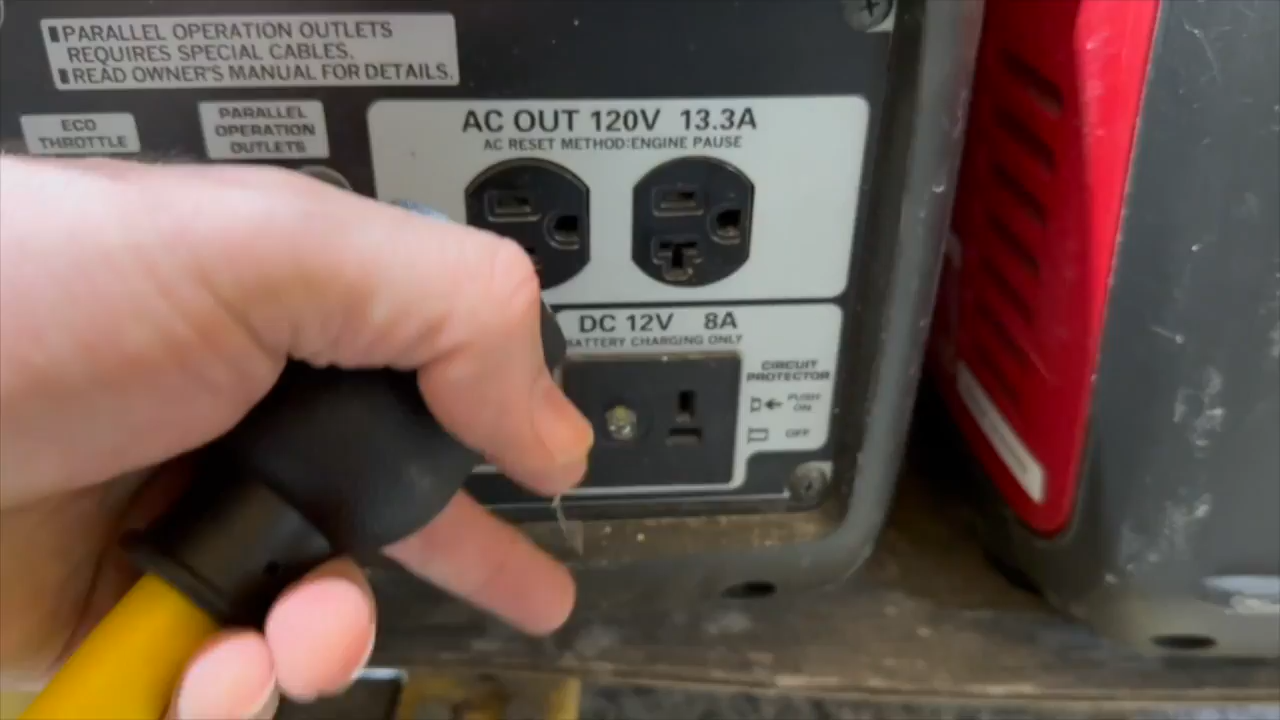 ▮PARALLEL OPERATION OUTLETS
REQUIRES SPECIAL CABLES.
▮READ OWNER'S MANUAL FOR DETAILS.
ECO
THROTTLE
PARALLEL
OPERATION
OUTLETS
AC OUT 120V 13.3A
AC RESET METHOD:ENGINE PAUSE
DC 12V 8A
BATTERY CHARGING ONLY
CIRCUIT
PROTECTOR
PUSH
ON
OFF